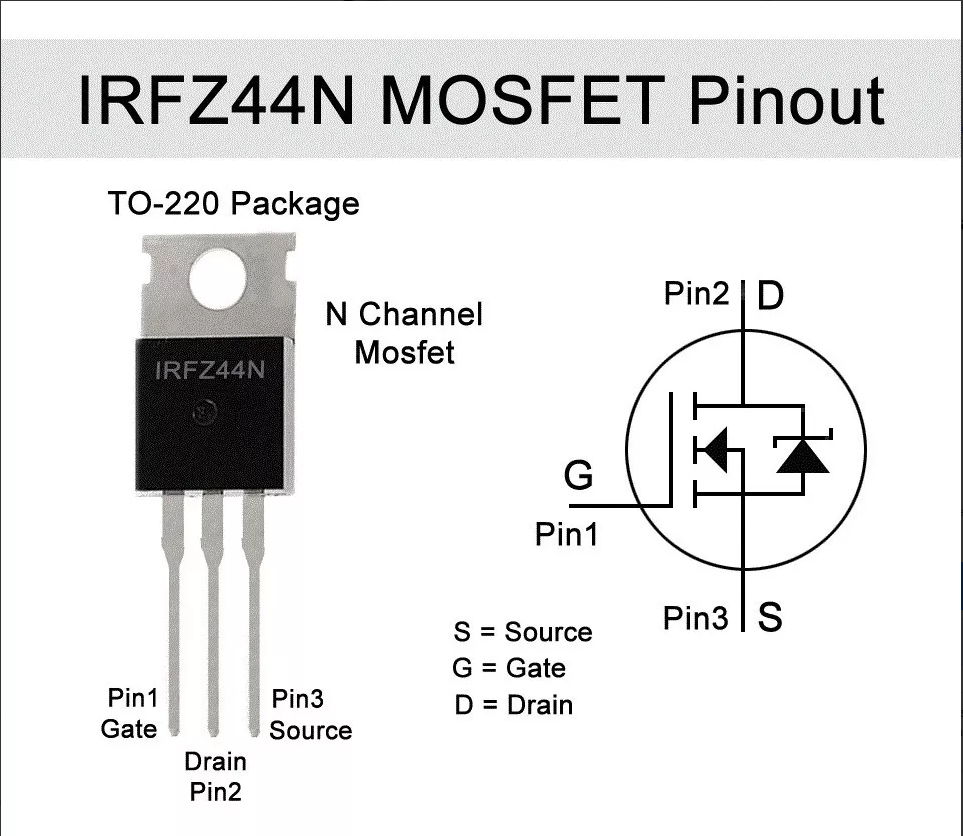 IRFZ44N MOSFET Pinout
TO-220 Package
N Channel
Mosfet
IRFZ44N
Pin1
Gate
Drain
Pin2
Pin3
Source
Pin2 D
G
Pin1
Pin3 S
S = Source
G = Gate
D = Drain